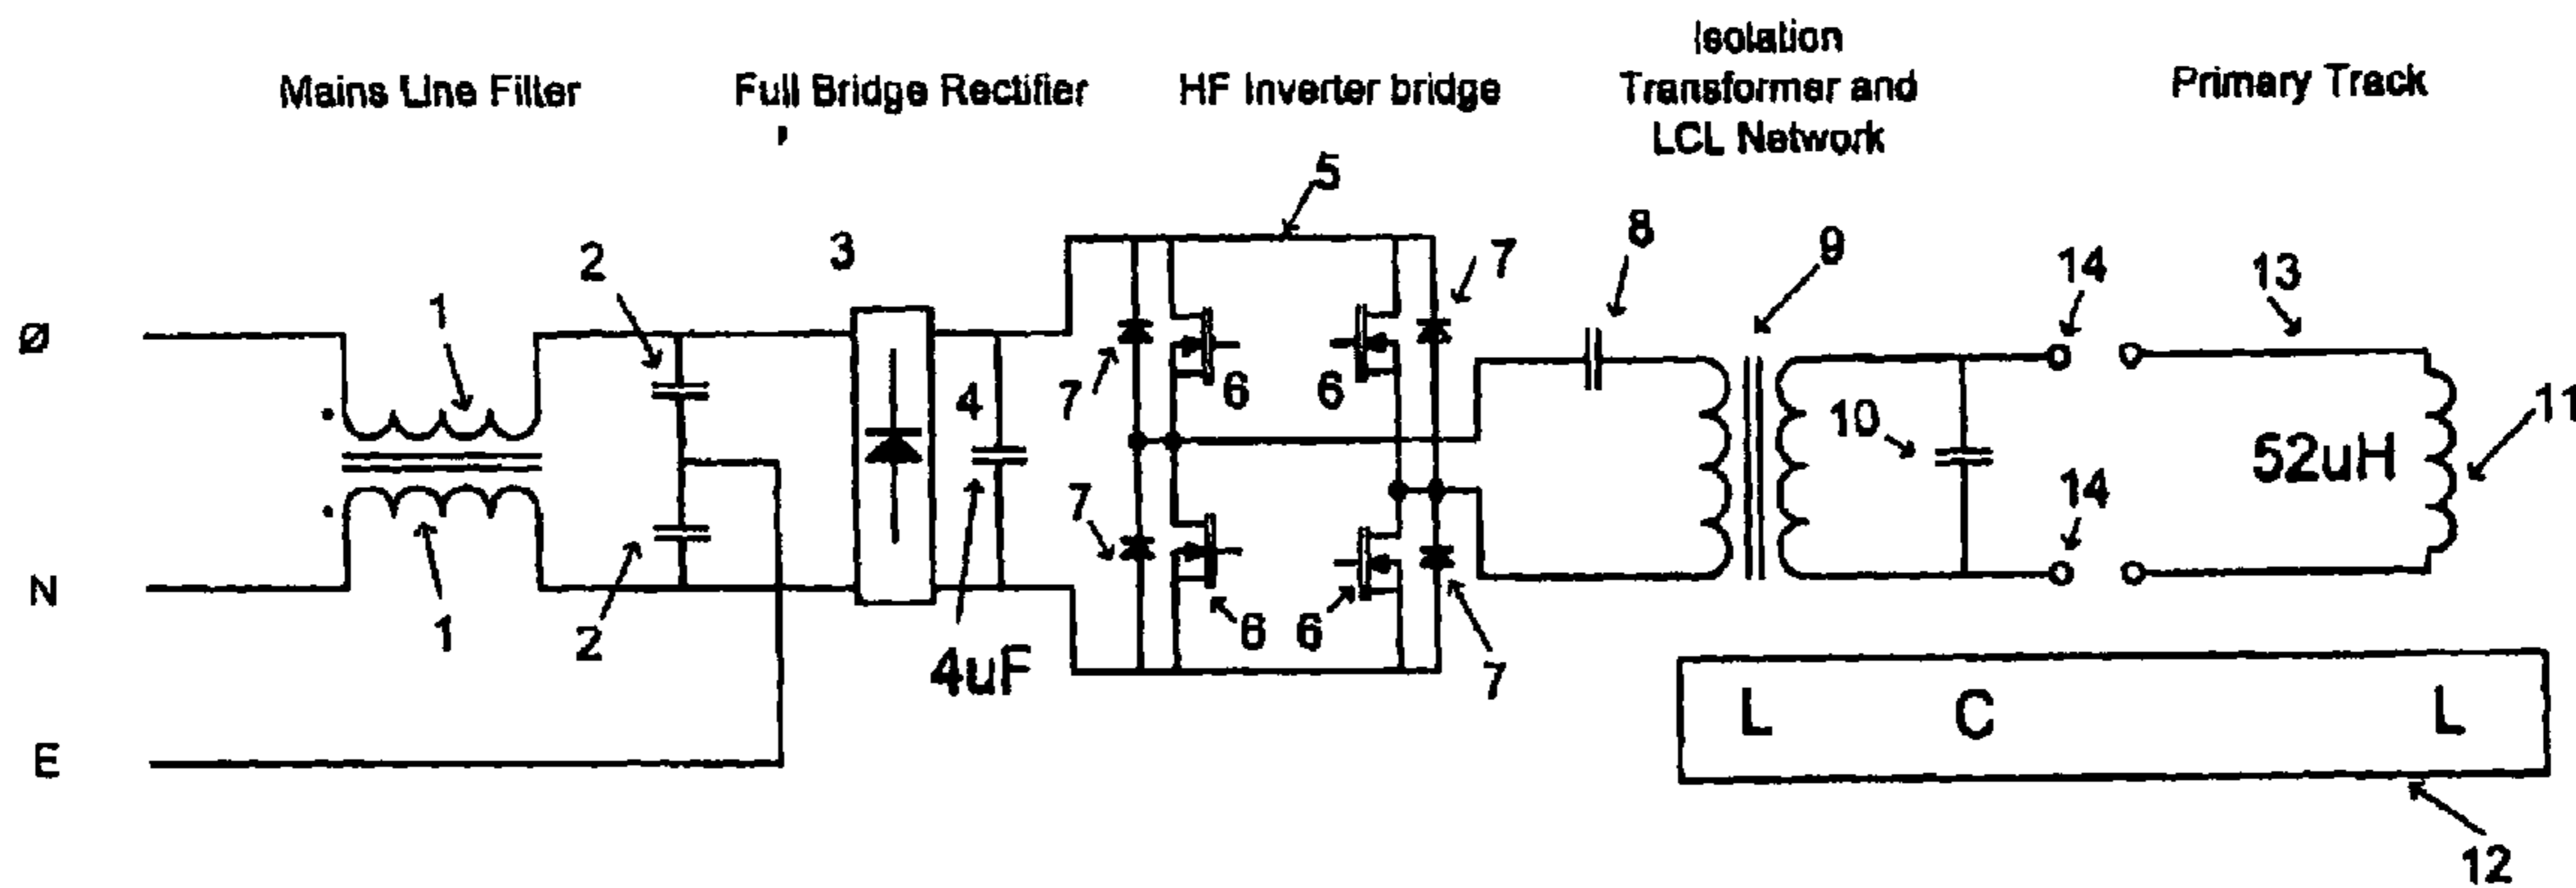 Mains Line Filter
Full Bridge Rectifier
HF Inverter bridge
Isolation
Transformer and
LCL Network
Primary Track
5
8
9
14
13
7
3
2
1
Ø
7
6
6
4
10
52uH
11
7
14
N
1
2
6
6
4uF
7
L
C
L
E
12